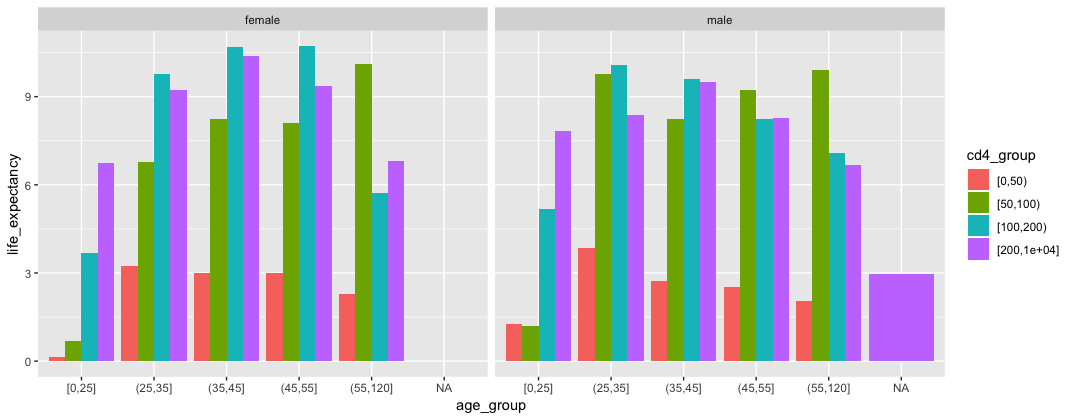 female
male
life_expectancy
9
6
3
0
[0,25]
(25,35]
(35,45]
(45,55]
(55,120]
NA
[0,25]
(25,35]
(35,45]
(45,55]
(55,120]
NA
age_group
cd4_group
[0,50)
[50,100)
[100,200)
[200,1e+04]